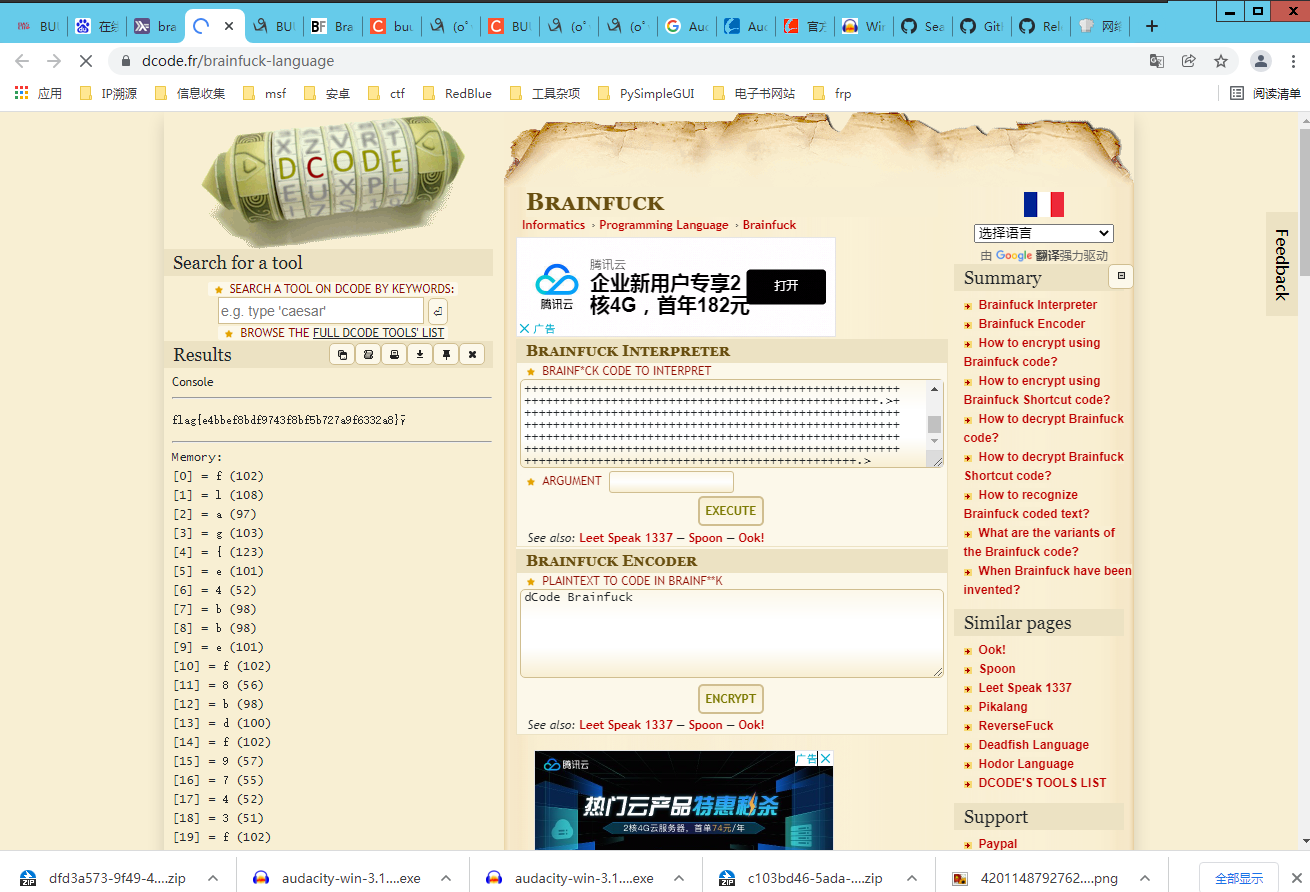 BU
在线
bra
BU
Bra
buu
(o゚
BU
(o゚
(o゚
Aud
Aud
官方
Win
Sea
Git
Rel
网络
dcode.fr/brainfuck-language
应用
IP溯源
信息收集
msf
安卓
ctf
RedBlue
工具杂项
PySimpleGUI
电子书网站
frp
阅读清单
DCODE
Search for a tool
SEARCH A TOOL ON DCODE BY KEYWORDS:
e.g. type 'caesar'
BROWSE THE FULL DCODE TOOLS' LIST
Results
Console
flag{e4bbef8bdf9743f8bf5b727a9f6332a8}ÿ
Memory:
[0] = f (102)
[1] = l (108)
[2] = a (97)
[3] = g (103)
[4] = { (123)
[5] = e (101)
[6] = 4 (52)
[7] = b (98)
[8] = b (98)
[9] = e (101)
[10] = f (102)
[11] = 8 (56)
[12] = b (98)
[13] = d (100)
[14] = f (102)
[15] = 9 (57)
[16] = 7 (55)
[17] = 4 (52)
[18] = 3 (51)
[19] = f (102)
BRAINFUCK
Informatics › Programming Language › Brainfuck
腾讯云
企业新用户专享2
核4G，首年182元
打开
腾讯云
广告
BRAINFUCK INTERPRETER
BRAINF*CK CODE TO INTERPRET
ARGUMENT
EXECUTE
See also: Leet Speak 1337 – Spoon – Ook!
BRAINFUCK ENCODER
PLAINTEXT TO CODE IN BRAINF**K
dCode Brainfuck
ENCRYPT
See also: Leet Speak 1337 – Spoon – Ook!
腾讯云
广告
热门云产品特惠秒杀
2核4G云服务器，首单74元/年
选择语言
由 Google 翻译强力驱动
Summary
Brainfuck Interpreter
Brainfuck Encoder
How to encrypt using
Brainfuck code?
How to encrypt using
Brainfuck Shortcut code?
How to decrypt Brainfuck
code?
How to decrypt Brainfuck
Shortcut code?
How to recognize
Brainfuck coded text?
What are the variants of
the Brainfuck code?
When Brainfuck have been
invented?
Similar pages
Ook!
Spoon
Leet Speak 1337
Pikalang
ReverseFuck
Deadfish Language
Hodor Language
DCODE'S TOOLS LIST
Support
Paypal
Feedback
dfd3a573-9f49-4....zip
audacity-win-3.1....exe
audacity-win-3.1....exe
c103bd46-5ada-....zip
4201148792762....png
全部显示